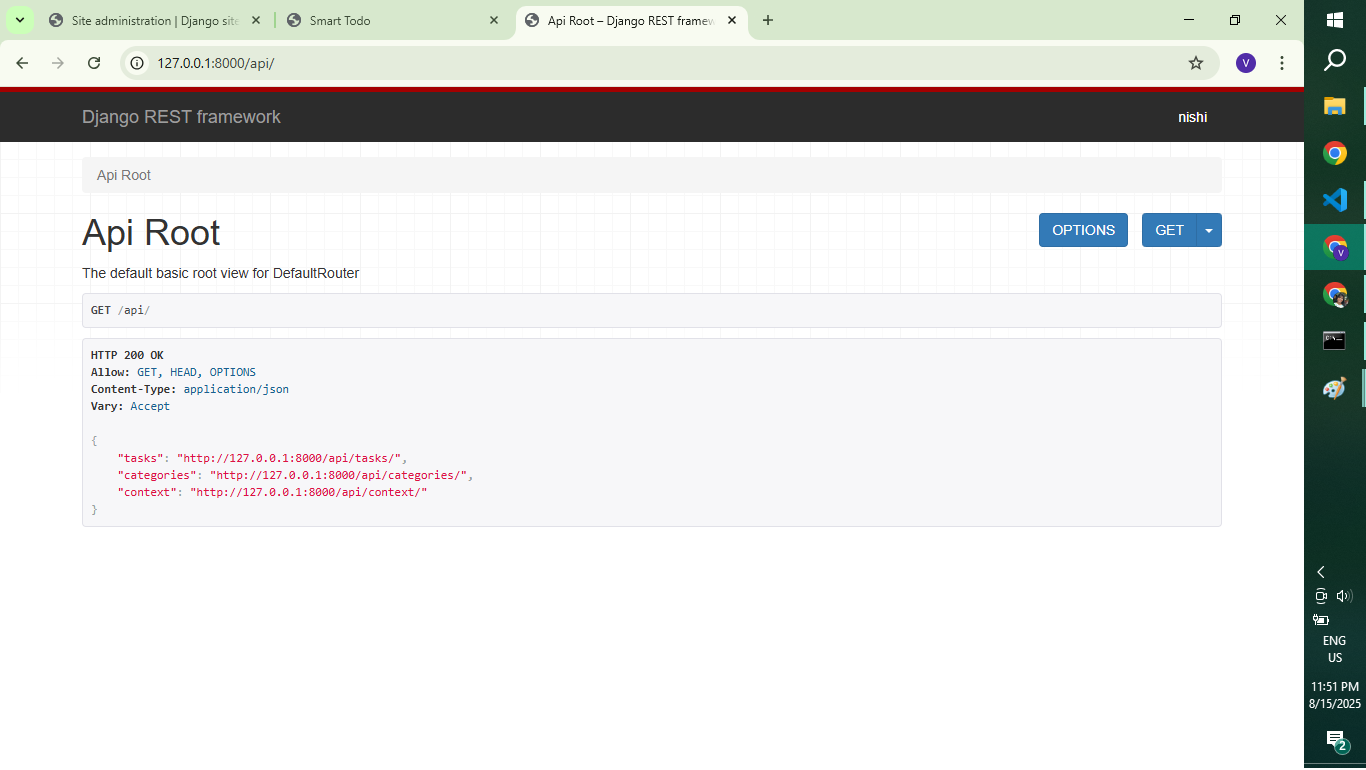 Site administration | Django site
Smart Todo
Api Root – Django REST framew
127.0.0.1:8000/api/
V
Django REST framework
nishi
Api Root
Api Root
OPTIONS
GET
The default basic root view for DefaultRouter
GET /api/
HTTP 200 OK
Allow: GET, HEAD, OPTIONS
Content-Type: application/json
Vary: Accept
{
"tasks": "http://127.0.0.1:8000/api/tasks/",
"categories": "http://127.0.0.1:8000/api/categories/",
"context": "http://127.0.0.1:8000/api/context/"
}
V
ENG
US
11:51 PM
8/15/2025
2